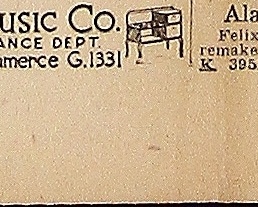 usic Co.
ance Dept.
mmerce G.1331
Ala
Felix
remake
K 395